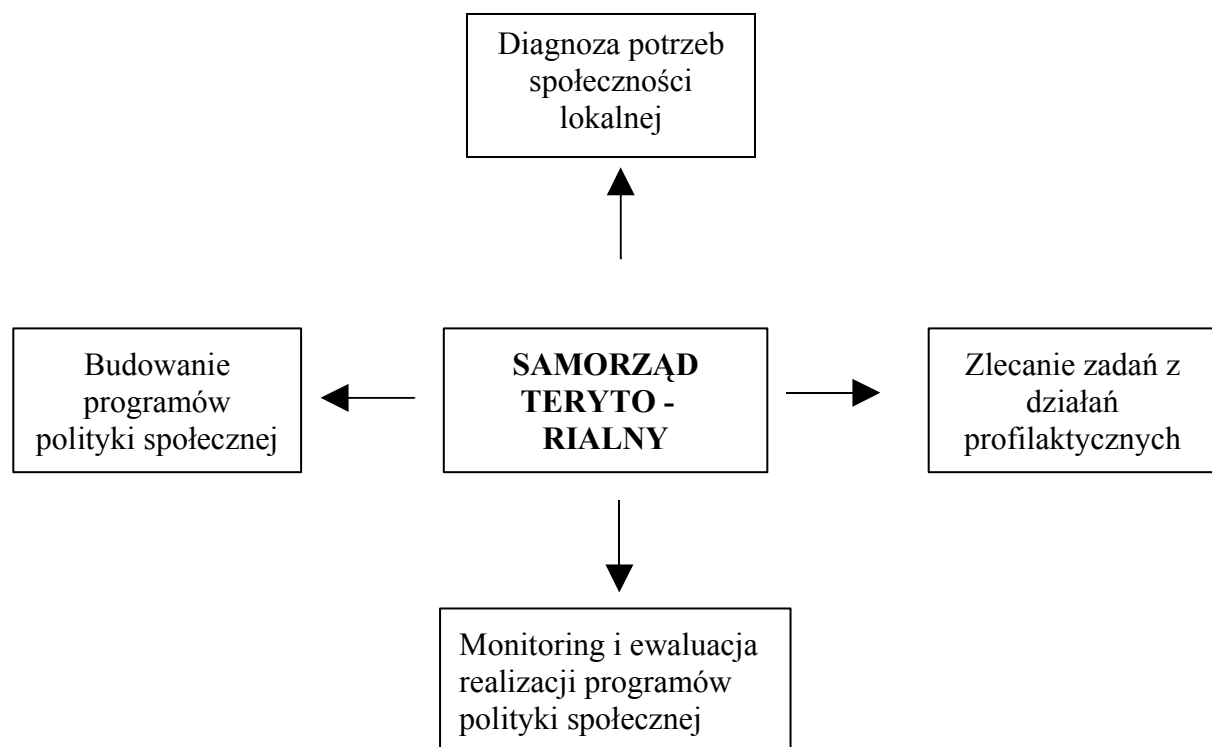 Diagnoza potrzeb
społeczności
lokalnej
Budowanie
programów
polityki społecznej
SAMORZĄD
TERYTO -
RIALNY
Zlecanie zadań z
działań
profilaktycznych
Monitoring i ewaluacja
realizacji programów
polityki społecznej